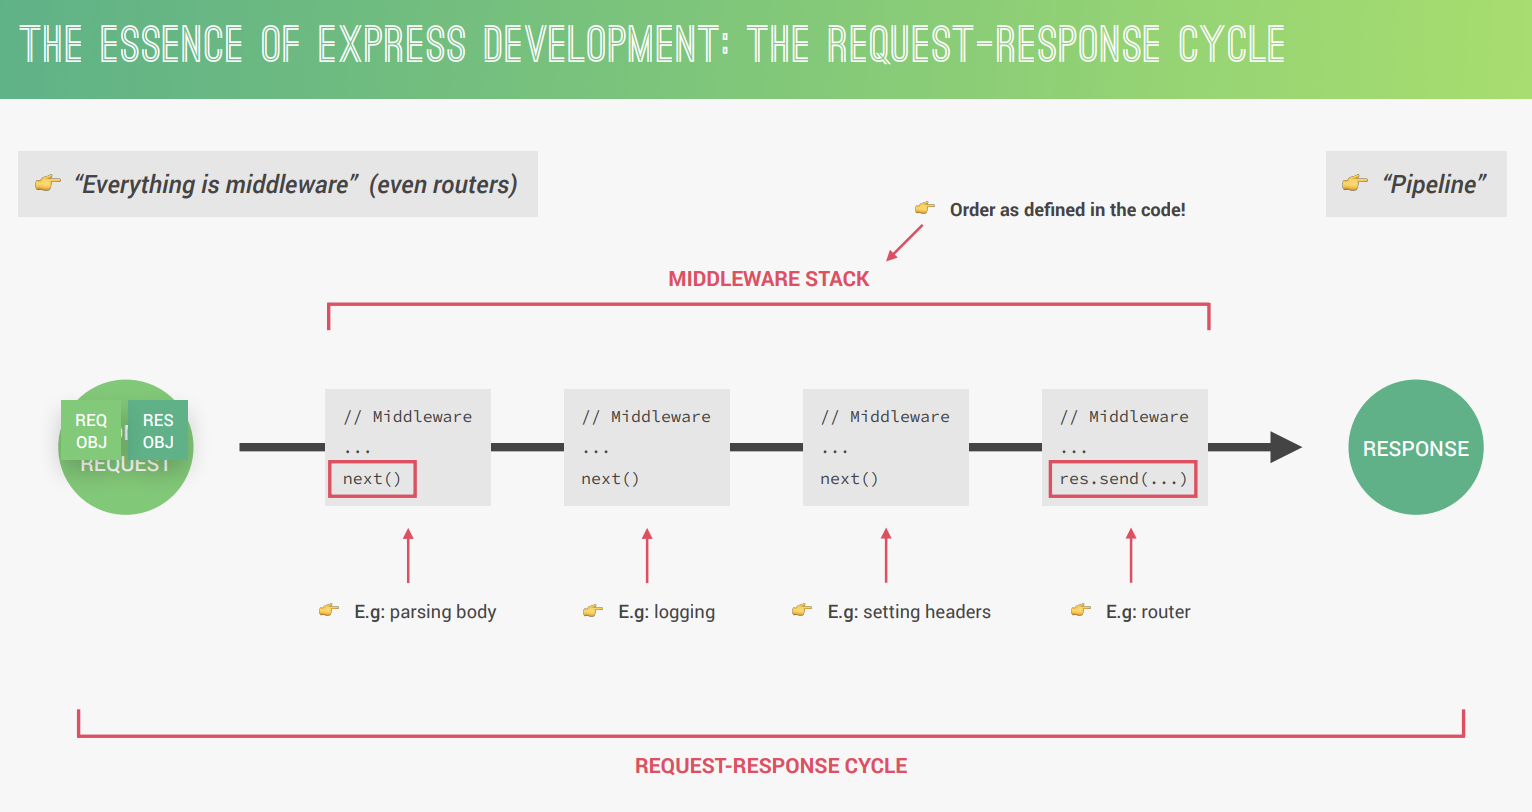 THE ESSENCE OF EXPRESS DEVELOPMENT: THE REQUEST-RESPONSE CYCLE
“Everything is middleware” (even routers)
“Pipeline”
Order as defined in the code!
MIDDLEWARE STACK
REQ
OBJ
RES
OBJ
REQUEST
// Middleware
...
next()
// Middleware
...
next()
// Middleware
...
next()
// Middleware
...
res.send(...)
RESPONSE
E.g: parsing body
E.g: logging
E.g: setting headers
E.g: router
REQUEST-RESPONSE CYCLE